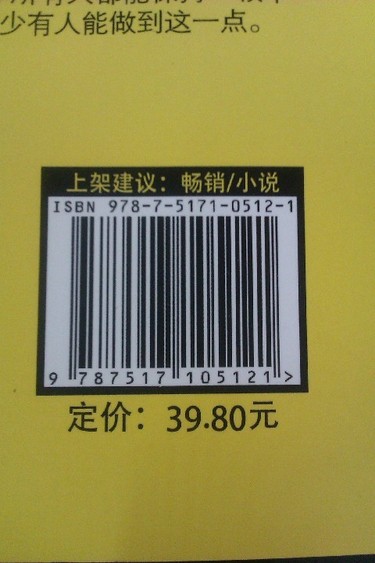 少有人能做到这一点。
上架建议：畅销/小说
ISBN 978-7-5171-0512-1
9 787517 105121 >
定价：39.80元